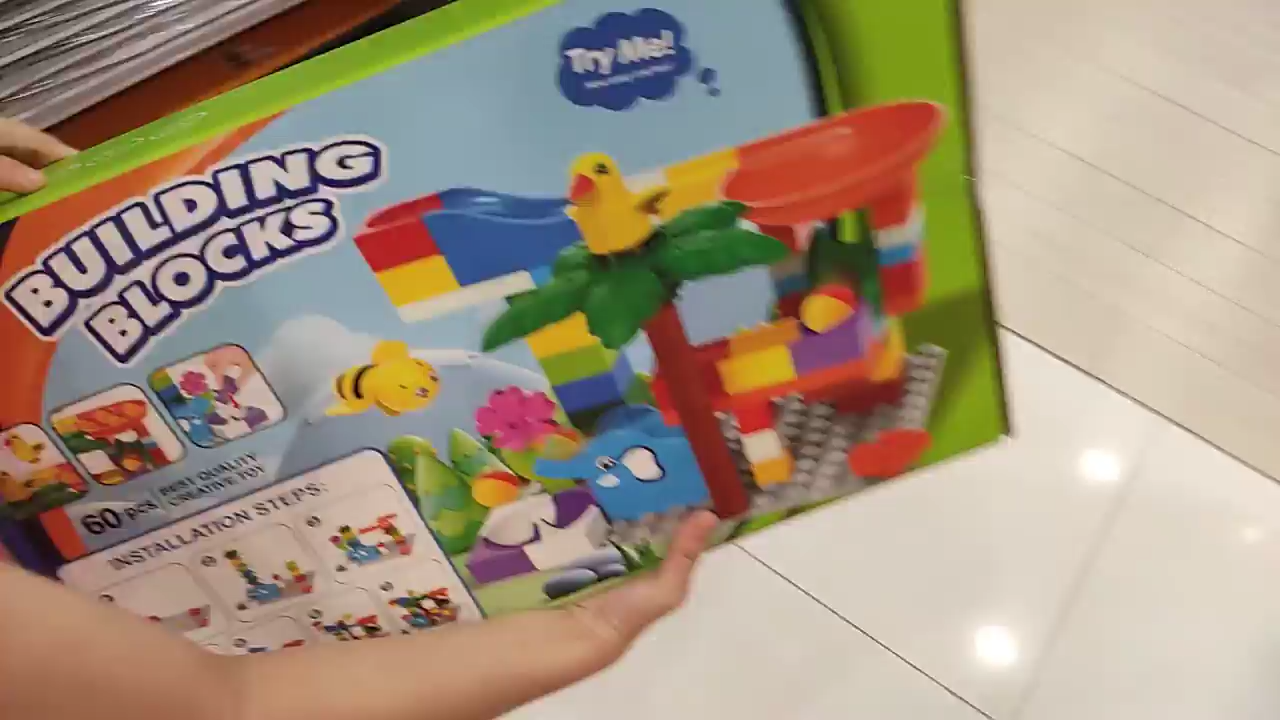 Try Me!
BUILDING
BLOCKS
60 pcs
BEST QUALITY
CREATIVE TOY
INSTALLATION STEPS: